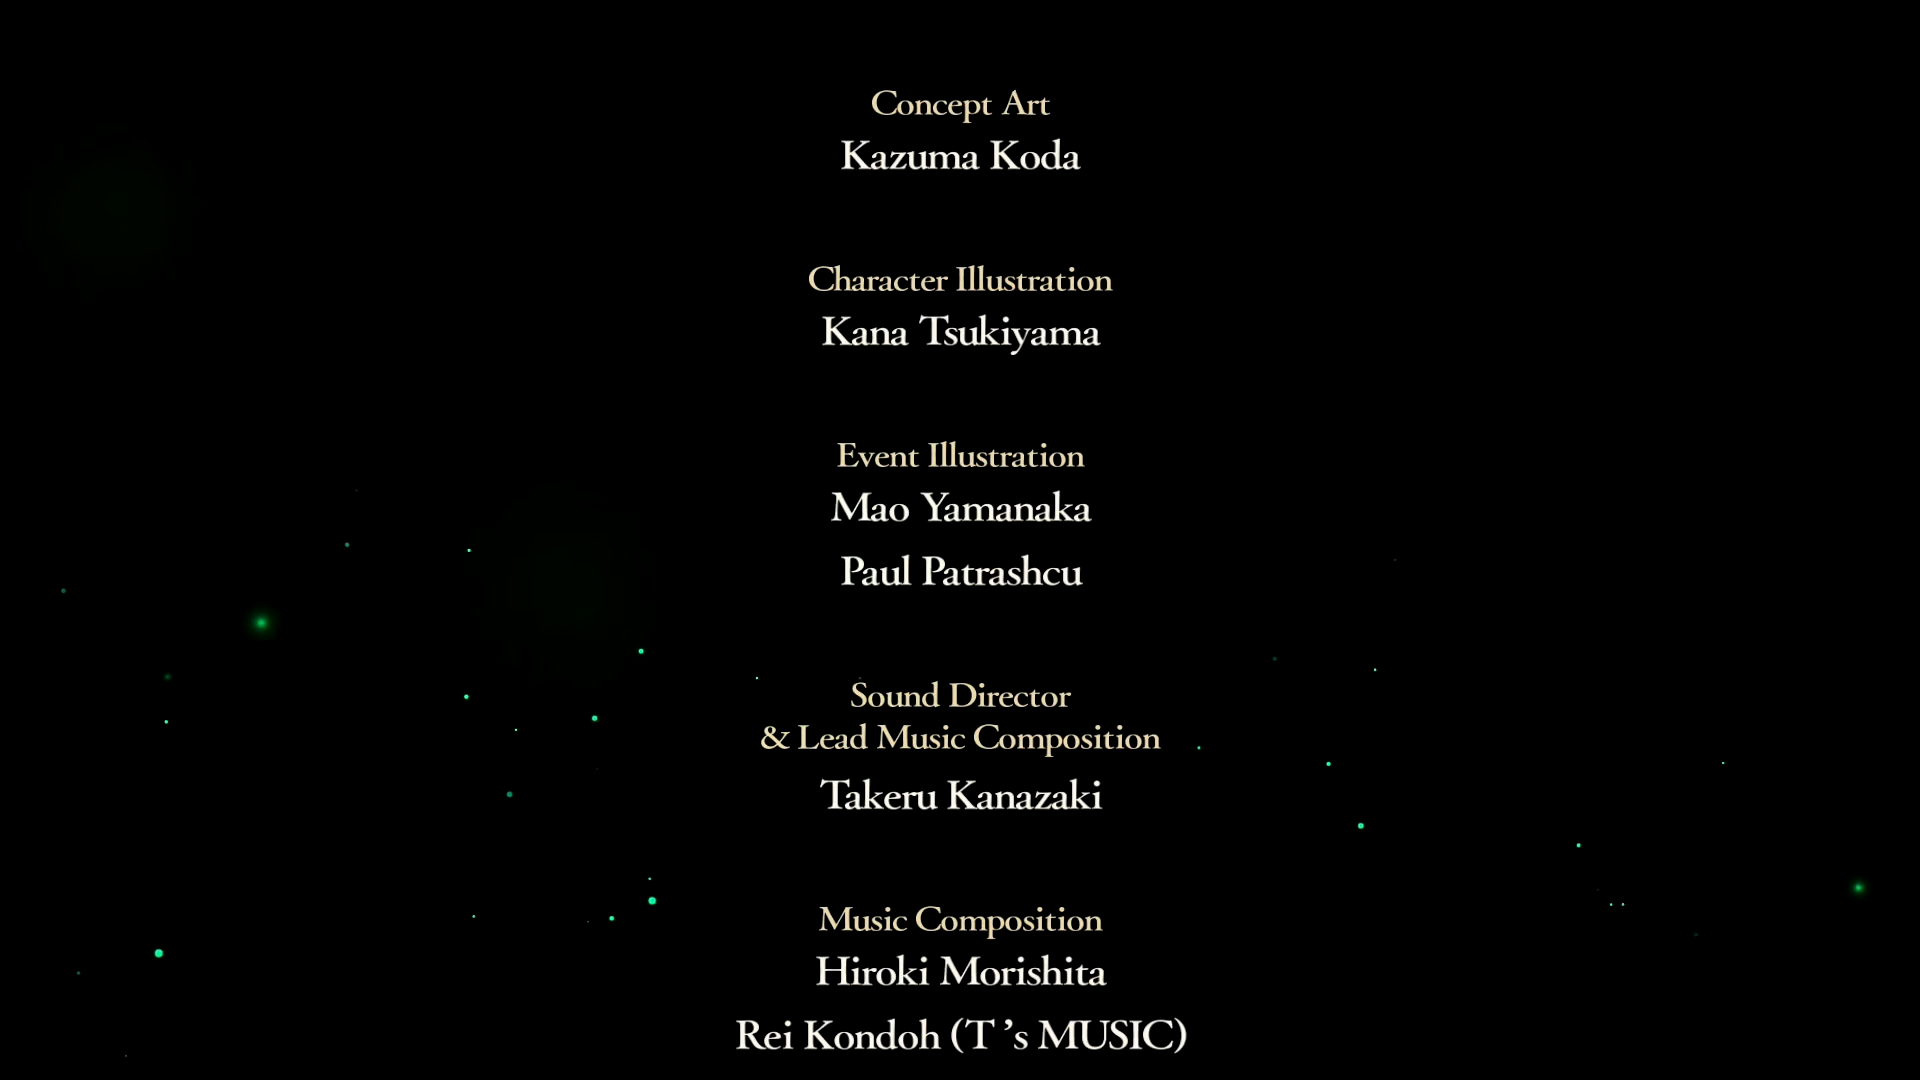 Concept Art
Kazuma Koda
Character Illustration
Kana Tsukiyama
Event Illustration
Mao Yamanaka
Paul Patrashcu
Sound Director
& Lead Music Composition
Takeru Kanazaki
Music Composition
Hiroki Morishita
Rei Kondoh (T ’s MUSIC)